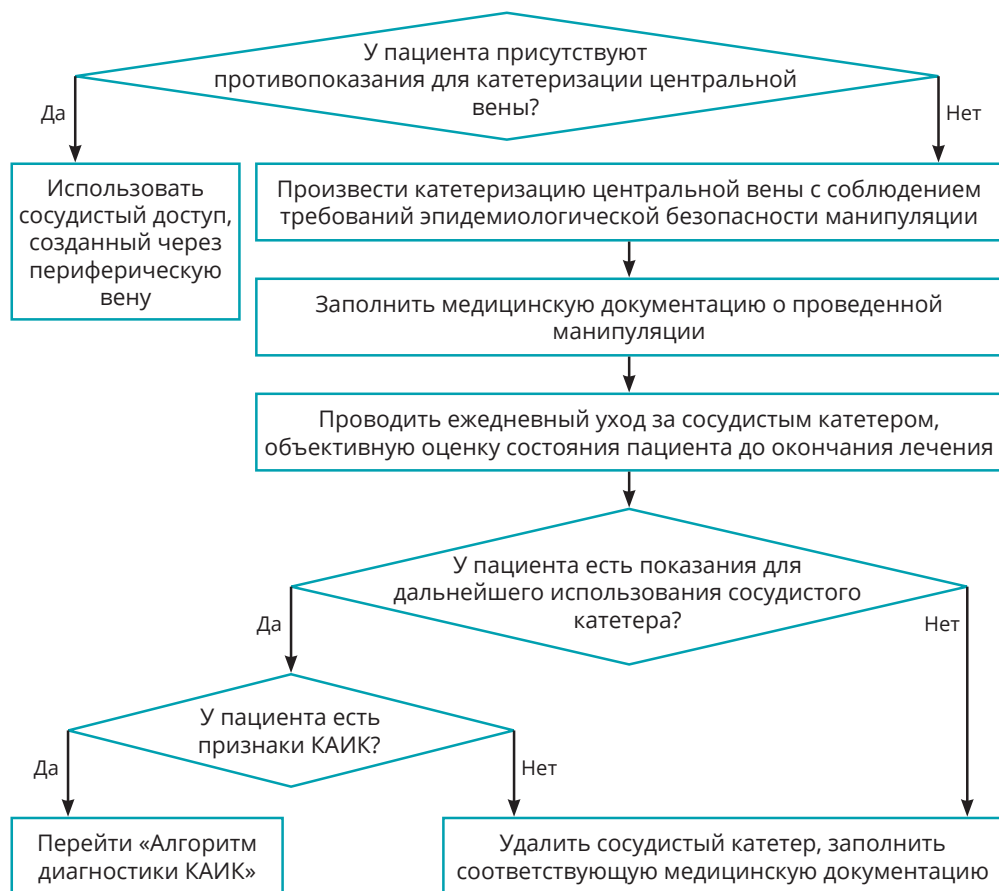 У пациента присутствуют
противопоказания для катетеризации центральной
вены?
Да
Нет
Использовать
сосудистый доступ,
созданный через
периферическую
вену
Произвести катетеризацию центральной вены с соблюдением
требований эпидемиологической безопасности манипуляции
Заполнить медицинскую документацию о проведенной
манипуляции
Проводить ежедневный уход за сосудистым катетером,
объективную оценку состояния пациента до окончания лечения
У пациента есть показания для
дальнейшего использования сосудистого
катетера?
Да
Нет
У пациента есть
признаки КАИК?
Да
Нет
Перейти «Алгоритм
диагностики КАИК»
Удалить сосудистый катетер, заполнить
соответствующую медицинскую документацию